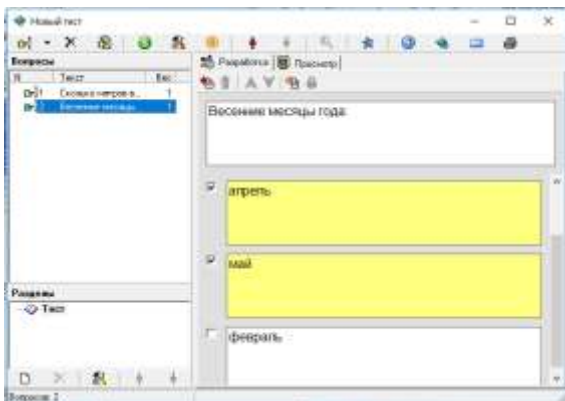 Новый тест
Вопросы
N Текст Вес
1 Сколько метров в... 1
2 Весенние месяцы... 1
Разработка Просмотр
Весенние месяцы года:
апрель
май
февраль
Разделы
Тест
Вопросов: 2